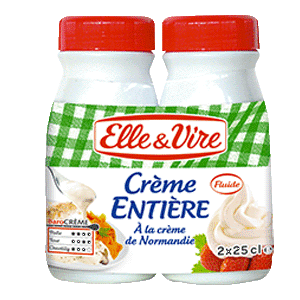 Elle & Vire
Crème
ENTIÈRE
Fluide
À la crème
de Normandie
2x25 cl e